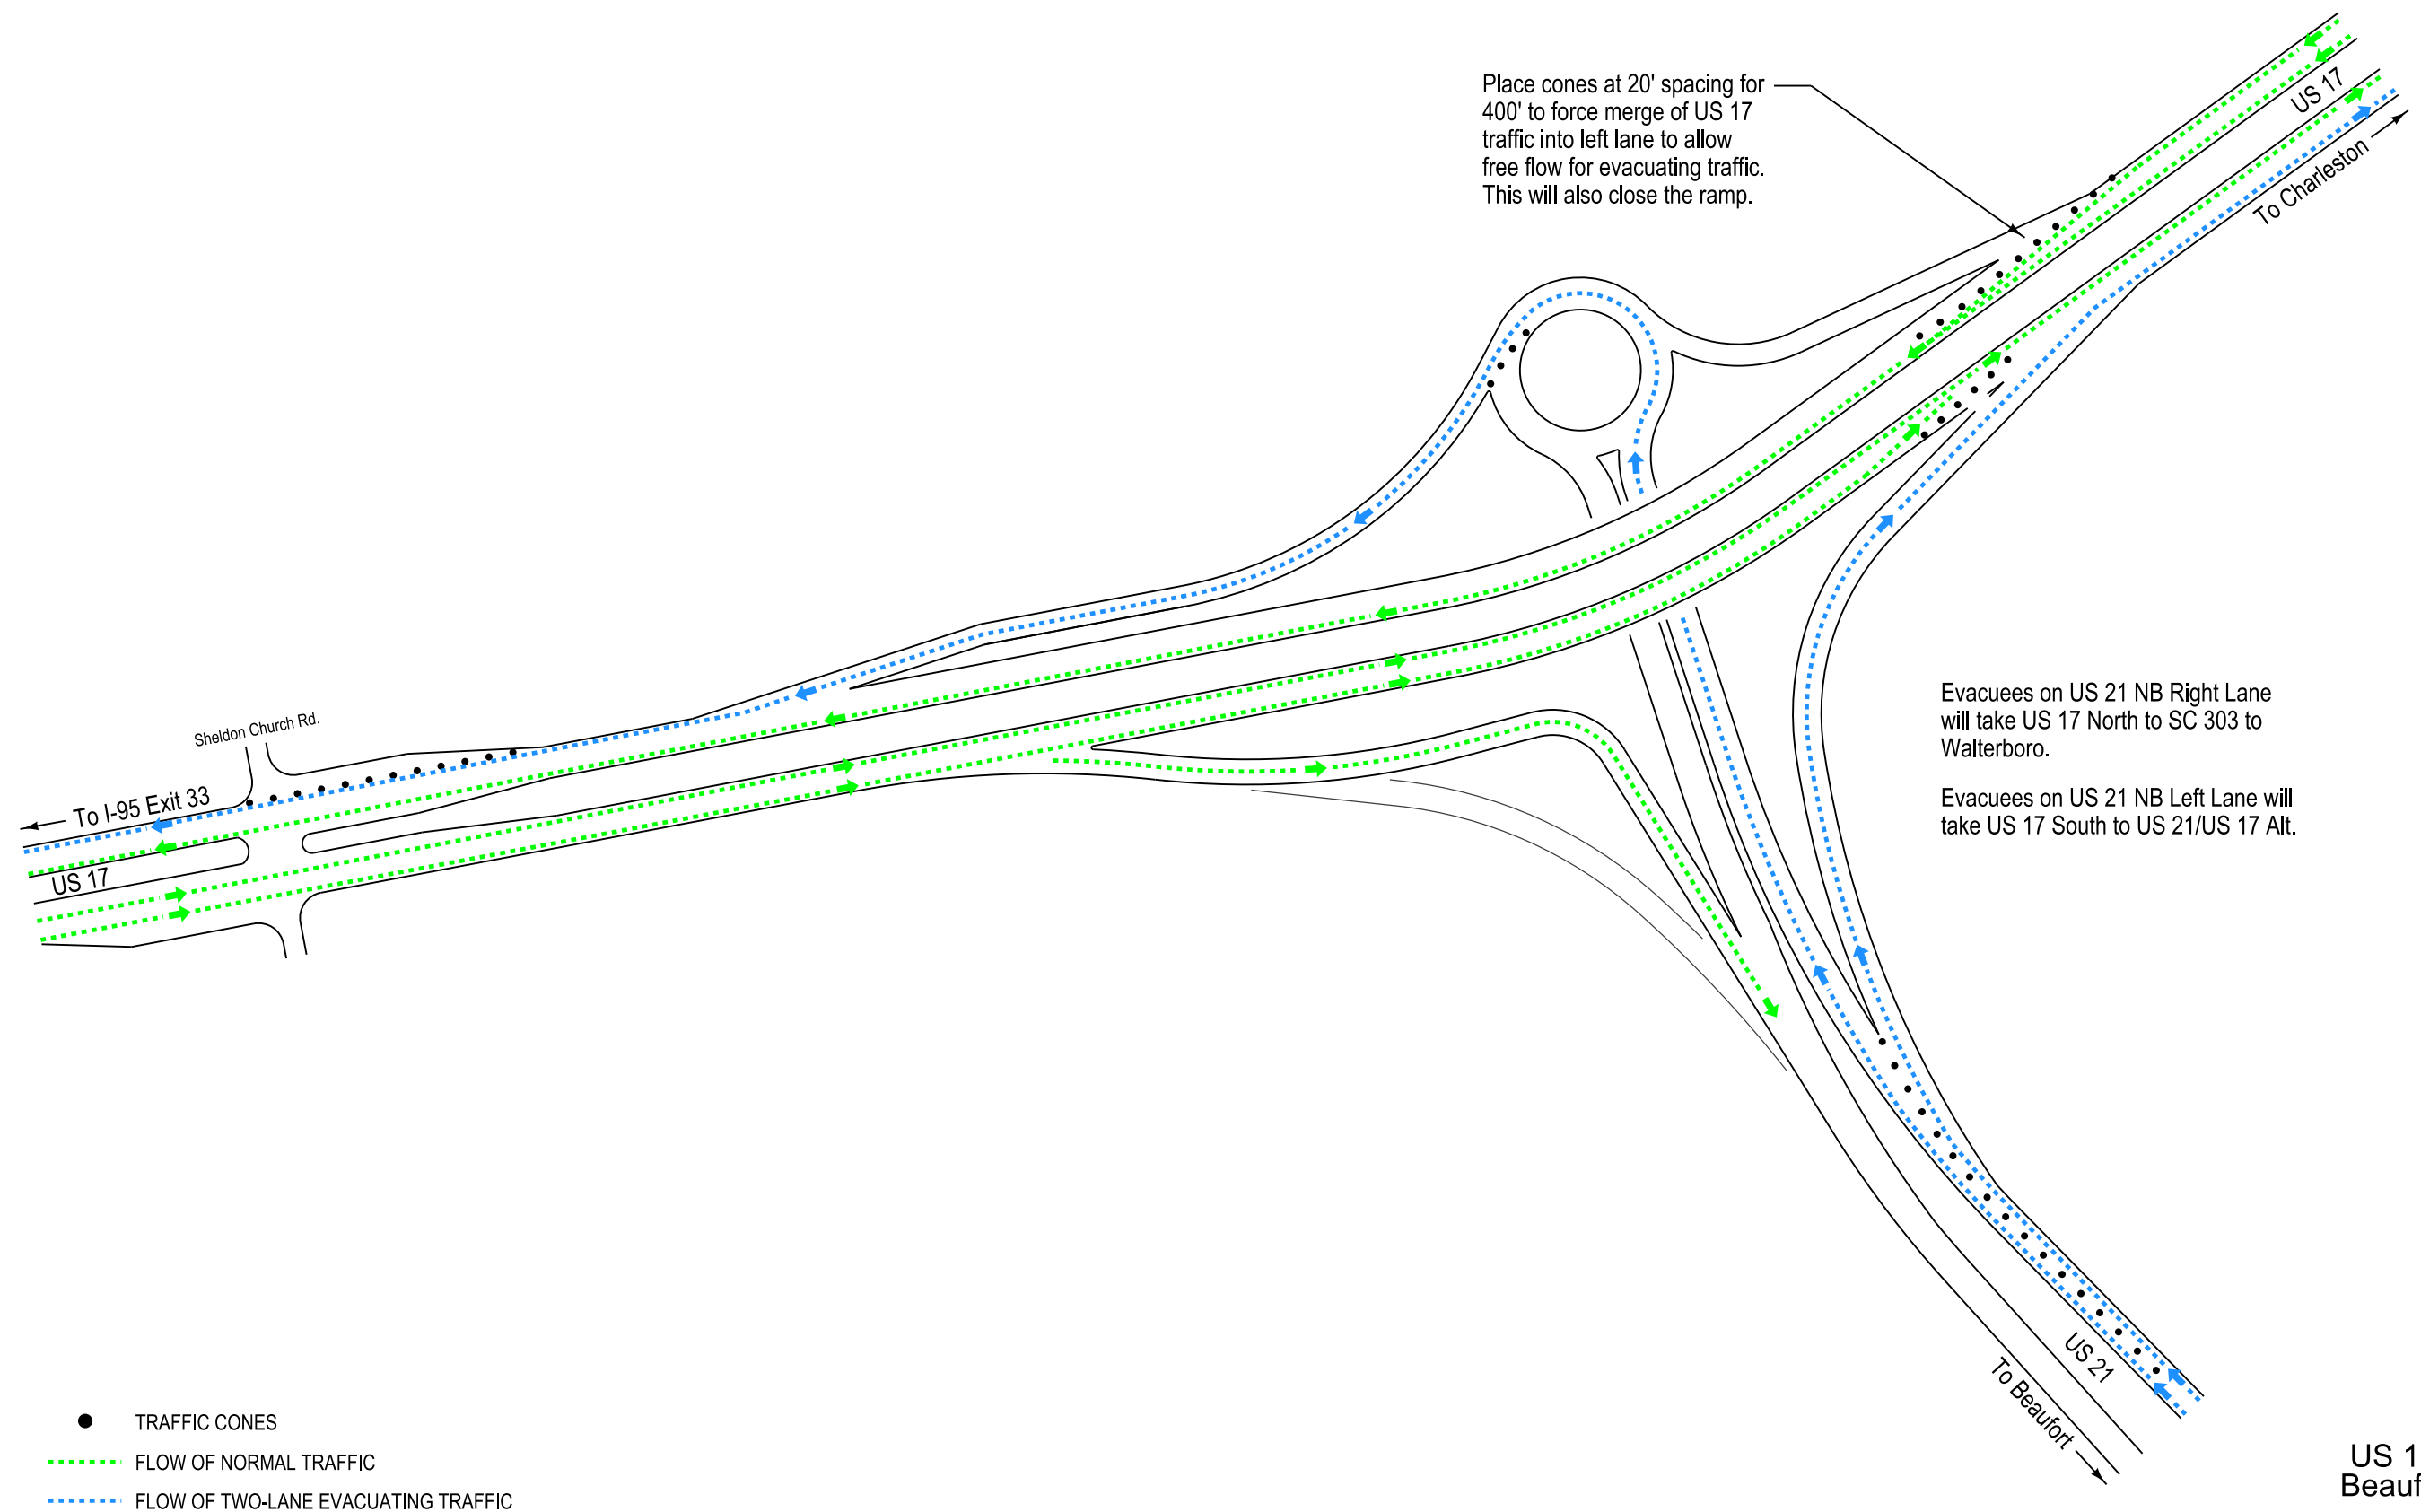 Place cones at 20' spacing for
400' to force merge of US 17
traffic into left lane to allow
free flow for evacuating traffic.
This will also close the ramp.
US 17
To Charleston
Evacuees on US 21 NB Right Lane
will take US 17 North to SC 303 to
Walterboro.
Evacuees on US 21 NB Left Lane will
take US 17 South to US 21/US 17 Alt.
Sheldon Church Rd.
To I-95 Exit 33
US 17
US 21
To Beaufort
TRAFFIC CONES
FLOW OF NORMAL TRAFFIC
FLOW OF TWO-LANE EVACUATING TRAFFIC
US 1
Beauf